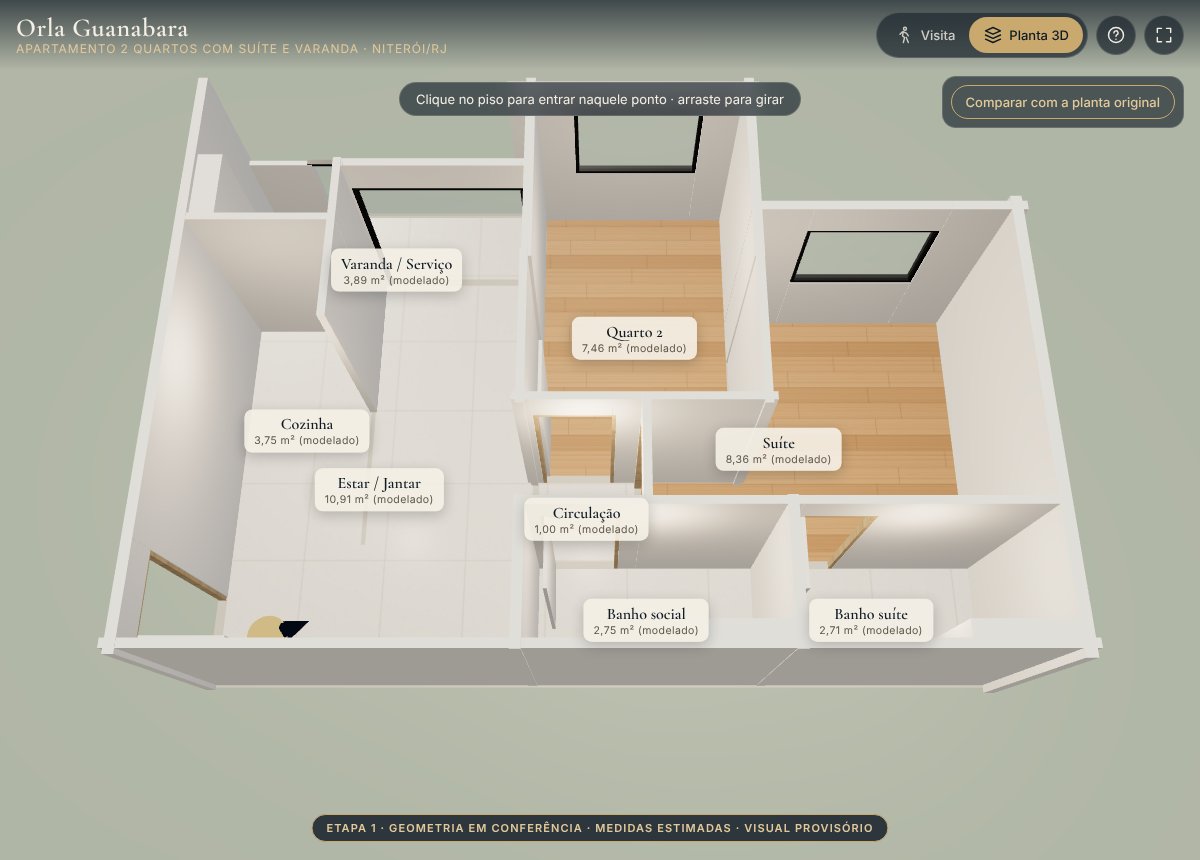 Orla Guanabara
APARTAMENTO 2 QUARTOS COM SUÍTE E VARANDA · NITERÓI/RJ
Visita
Planta 3D
Clique no piso para entrar naquele ponto · arraste para girar
Comparar com a planta original
Varanda / Serviço
3,89 m² (modelado)
Quarto 2
7,46 m² (modelado)
Cozinha
3,75 m² (modelado)
Suíte
8,36 m² (modelado)
Estar / Jantar
10,91 m² (modelado)
Circulação
1,00 m² (modelado)
Banho social
2,75 m² (modelado)
Banho suíte
2,71 m² (modelado)
ETAPA 1 · GEOMETRIA EM CONFERÊNCIA · MEDIDAS ESTIMADAS · VISUAL PROVISÓRIO